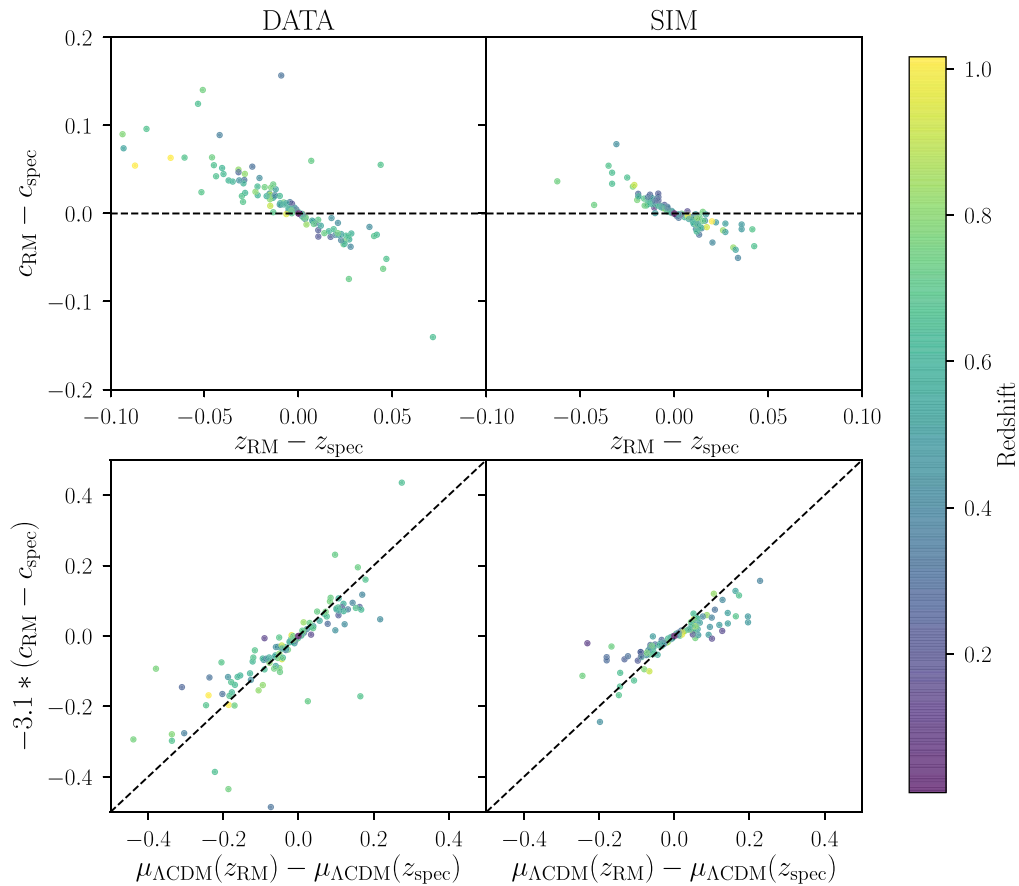 DATA SIM
0.2
0.1
0.0
−0.1
−0.2
c_RM − c_spec
−0.10 −0.05 0.00 0.05 −0.10 −0.05 0.00 0.05 0.10
z_RM − z_spec z_RM − z_spec
0.4
0.2
0.0
−0.2
−0.4
−3.1 ∗ (c_RM − c_spec)
−0.4 −0.2 0.0 0.2 0.4 −0.4 −0.2 0.0 0.2 0.4
μ_ΛCDM(z_RM) − μ_ΛCDM(z_spec) μ_ΛCDM(z_RM) − μ_ΛCDM(z_spec)
1.0
0.8
0.6
0.4
0.2
Redshift